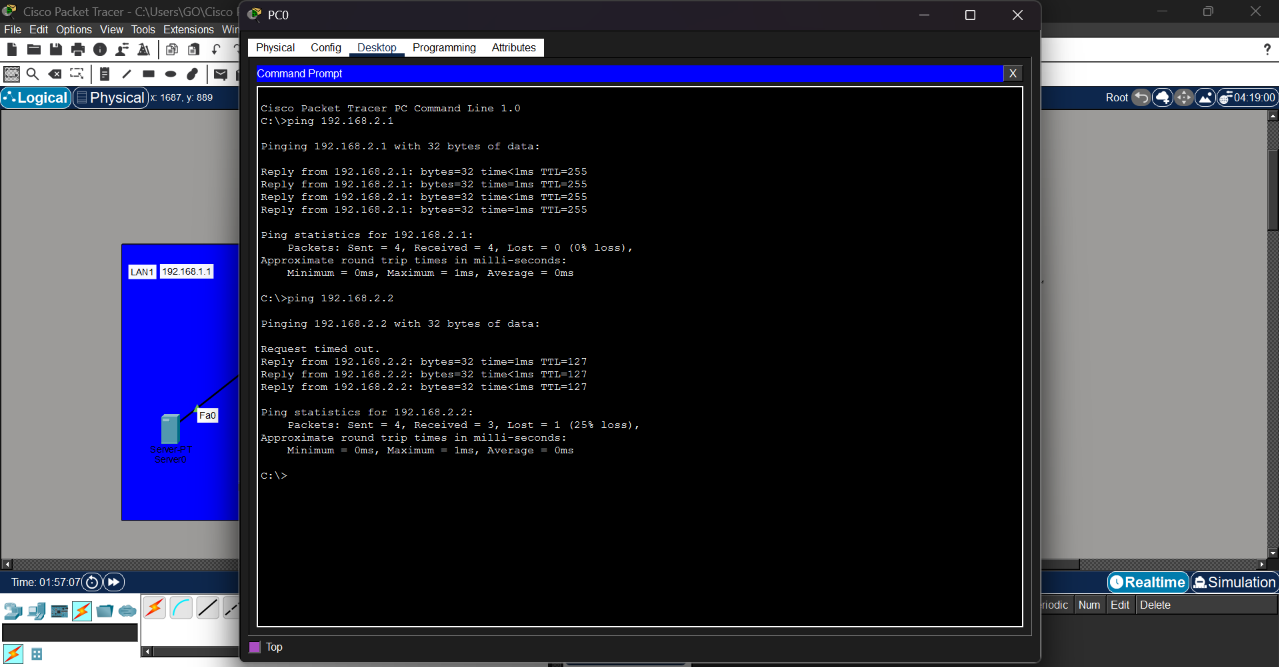 Cisco Packet Tracer - C:\Users\GO\Cisco
PC0
File Edit Options View Tools Extensions
Physical Config Desktop Programming Attributes
?
Command Prompt
X
Logical
Physical
x: 1687, y: 889
Root
04:19:00
Cisco Packet Tracer PC Command Line 1.0
C:\>ping 192.168.2.1
Pinging 192.168.2.1 with 32 bytes of data:
Reply from 192.168.2.1: bytes=32 time<1ms TTL=255
Reply from 192.168.2.1: bytes=32 time=1ms TTL=255
Reply from 192.168.2.1: bytes=32 time<1ms TTL=255
Reply from 192.168.2.1: bytes=32 time=1ms TTL=255
Ping statistics for 192.168.2.1:
Packets: Sent = 4, Received = 4, Lost = 0 (0% loss),
Approximate round trip times in milli-seconds:
Minimum = 0ms, Maximum = 1ms, Average = 0ms
C:\>ping 192.168.2.2
Pinging 192.168.2.2 with 32 bytes of data:
Request timed out.
Reply from 192.168.2.2: bytes=32 time=1ms TTL=127
Reply from 192.168.2.2: bytes=32 time<1ms TTL=127
Reply from 192.168.2.2: bytes=32 time<1ms TTL=127
Ping statistics for 192.168.2.2:
Packets: Sent = 4, Received = 3, Lost = 1 (25% loss),
Approximate round trip times in milli-seconds:
Minimum = 0ms, Maximum = 1ms, Average = 0ms
C:\>
LAN1 192.168.1.1
Fa0
Server-PT
Server0
Time: 01:57:07
Realtime
Simulation
Num Edit Delete
Top